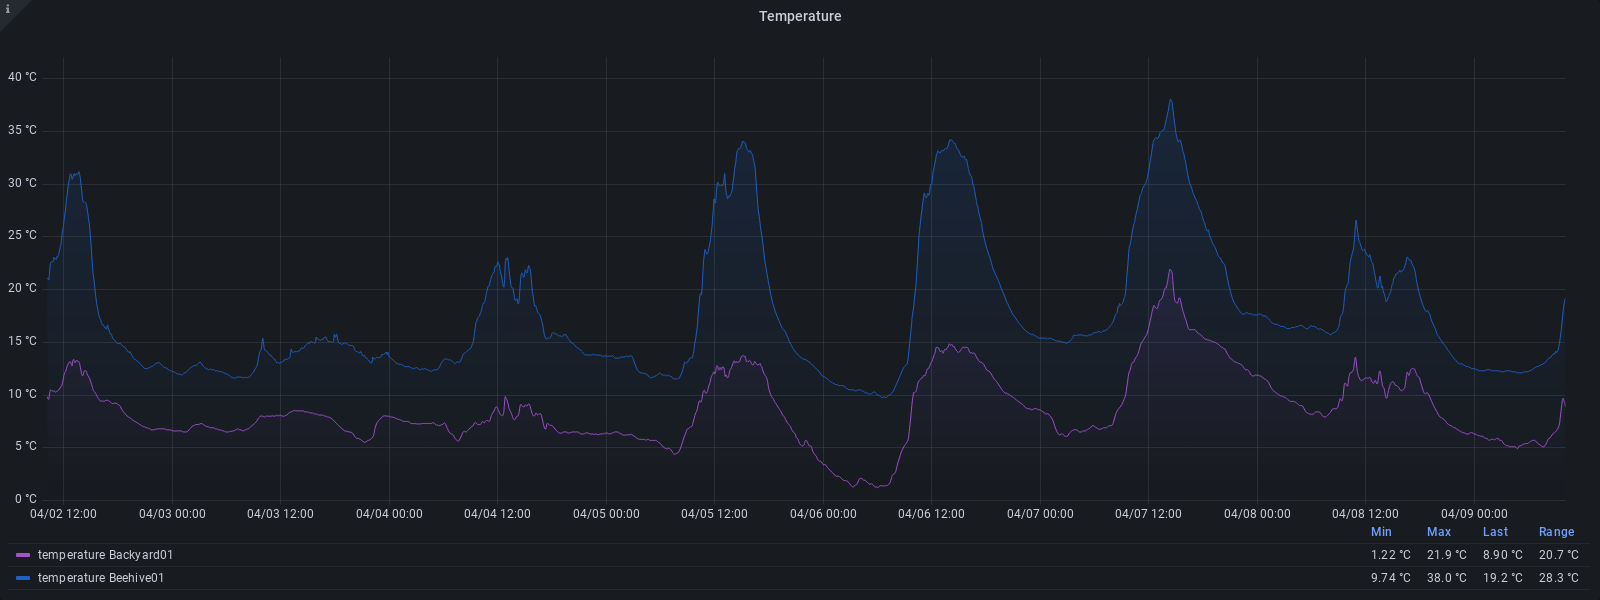 i
Temperature
40 °C
35 °C
30 °C
25 °C
20 °C
15 °C
10 °C
5 °C
0 °C
04/02 12:00 04/03 00:00 04/03 12:00 04/04 00:00 04/04 12:00 04/05 00:00 04/05 12:00 04/06 00:00 04/06 12:00 04/07 00:00 04/07 12:00 04/08 00:00 04/08 12:00 04/09 00:00
Min Max Last Range
temperature Backyard01 1.22 °C 21.9 °C 8.90 °C 20.7 °C
temperature Beehive01 9.74 °C 38.0 °C 19.2 °C 28.3 °C